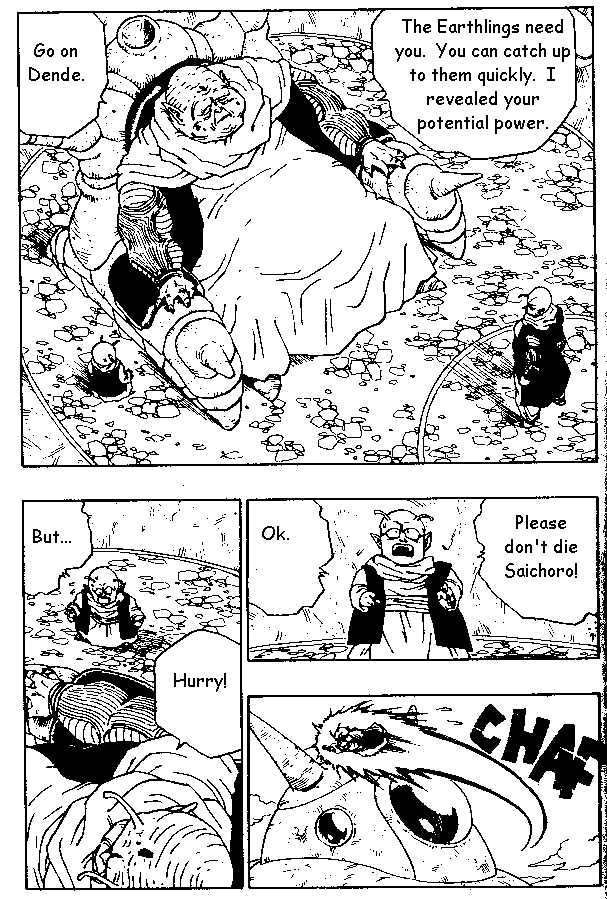 Go on
Dende.
The Earthlings need
you. You can catch up
to them quickly. I
revealed your
potential power.
But...
Hurry!
Ok.
Please
don't die
Saichoro!
CHAF